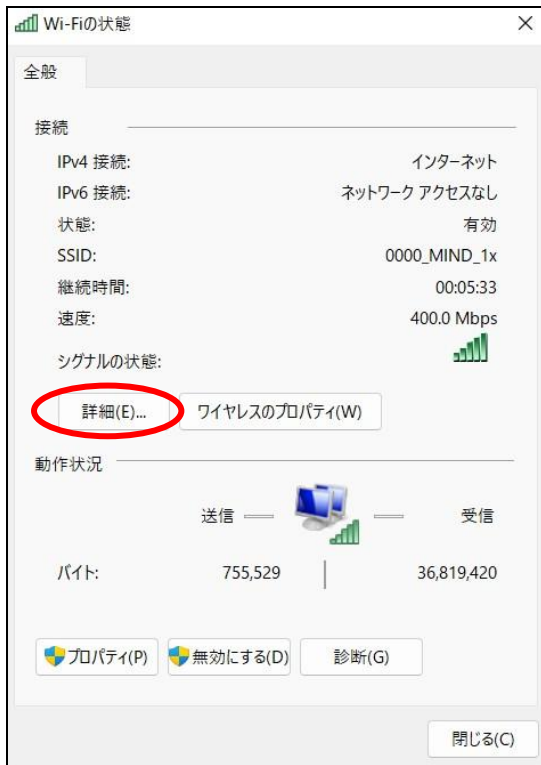 Wi-Fiの状態
全般
接続
IPv4 接続: インターネット
IPv6 接続: ネットワーク アクセスなし
状態: 有効
SSID: 0000_MIND_1x
継続時間: 00:05:33
速度: 400.0 Mbps
シグナルの状態:
詳細(E)... ワイヤレスのプロパティ(W)
動作状況
送信 受信
バイト: 755,529 36,819,420
プロパティ(P) 無効にする(D) 診断(G)
閉じる(C)